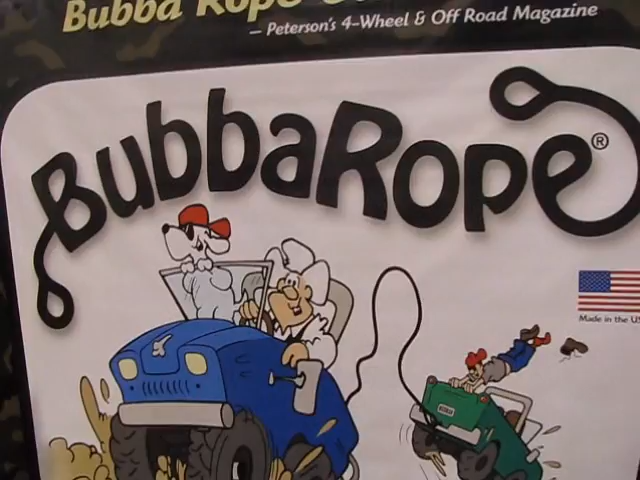 Bubba Rope
– Peterson's 4-Wheel & Off Road Magazine
BubbaRope®
Made in the US